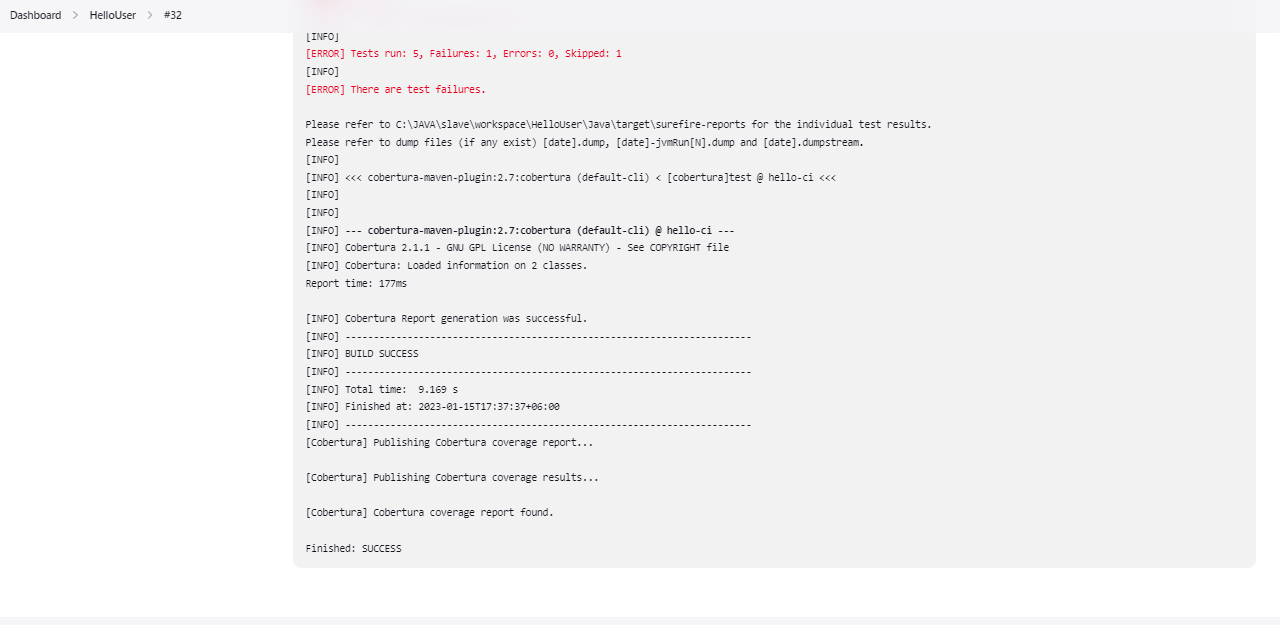 Dashboard > HelloUser > #32
[INFO]
[ERROR] Tests run: 5, Failures: 1, Errors: 0, Skipped: 1
[INFO]
[ERROR] There are test failures.
Please refer to C:\JAVA\slave\workspace\HelloUser\Java\target\surefire-reports for the individual test results.
Please refer to dump files (if any exist) [date].dump, [date]-jvmRun[N].dump and [date].dumpstream.
[INFO]
[INFO] <<< cobertura-maven-plugin:2.7:cobertura (default-cli) < [cobertura]test @ hello-ci <<<
[INFO]
[INFO]
[INFO] --- cobertura-maven-plugin:2.7:cobertura (default-cli) @ hello-ci ---
[INFO] Cobertura 2.1.1 - GNU GPL License (NO WARRANTY) - See COPYRIGHT file
[INFO] Cobertura: Loaded information on 2 classes.
Report time: 177ms
[INFO] Cobertura Report generation was successful.
[INFO] ------------------------------------------------------------------------
[INFO] BUILD SUCCESS
[INFO] ------------------------------------------------------------------------
[INFO] Total time:  9.169 s
[INFO] Finished at: 2023-01-15T17:37:37+06:00
[INFO] ------------------------------------------------------------------------
[Cobertura] Publishing Cobertura coverage report...
[Cobertura] Publishing Cobertura coverage results...
[Cobertura] Cobertura coverage report found.
Finished: SUCCESS